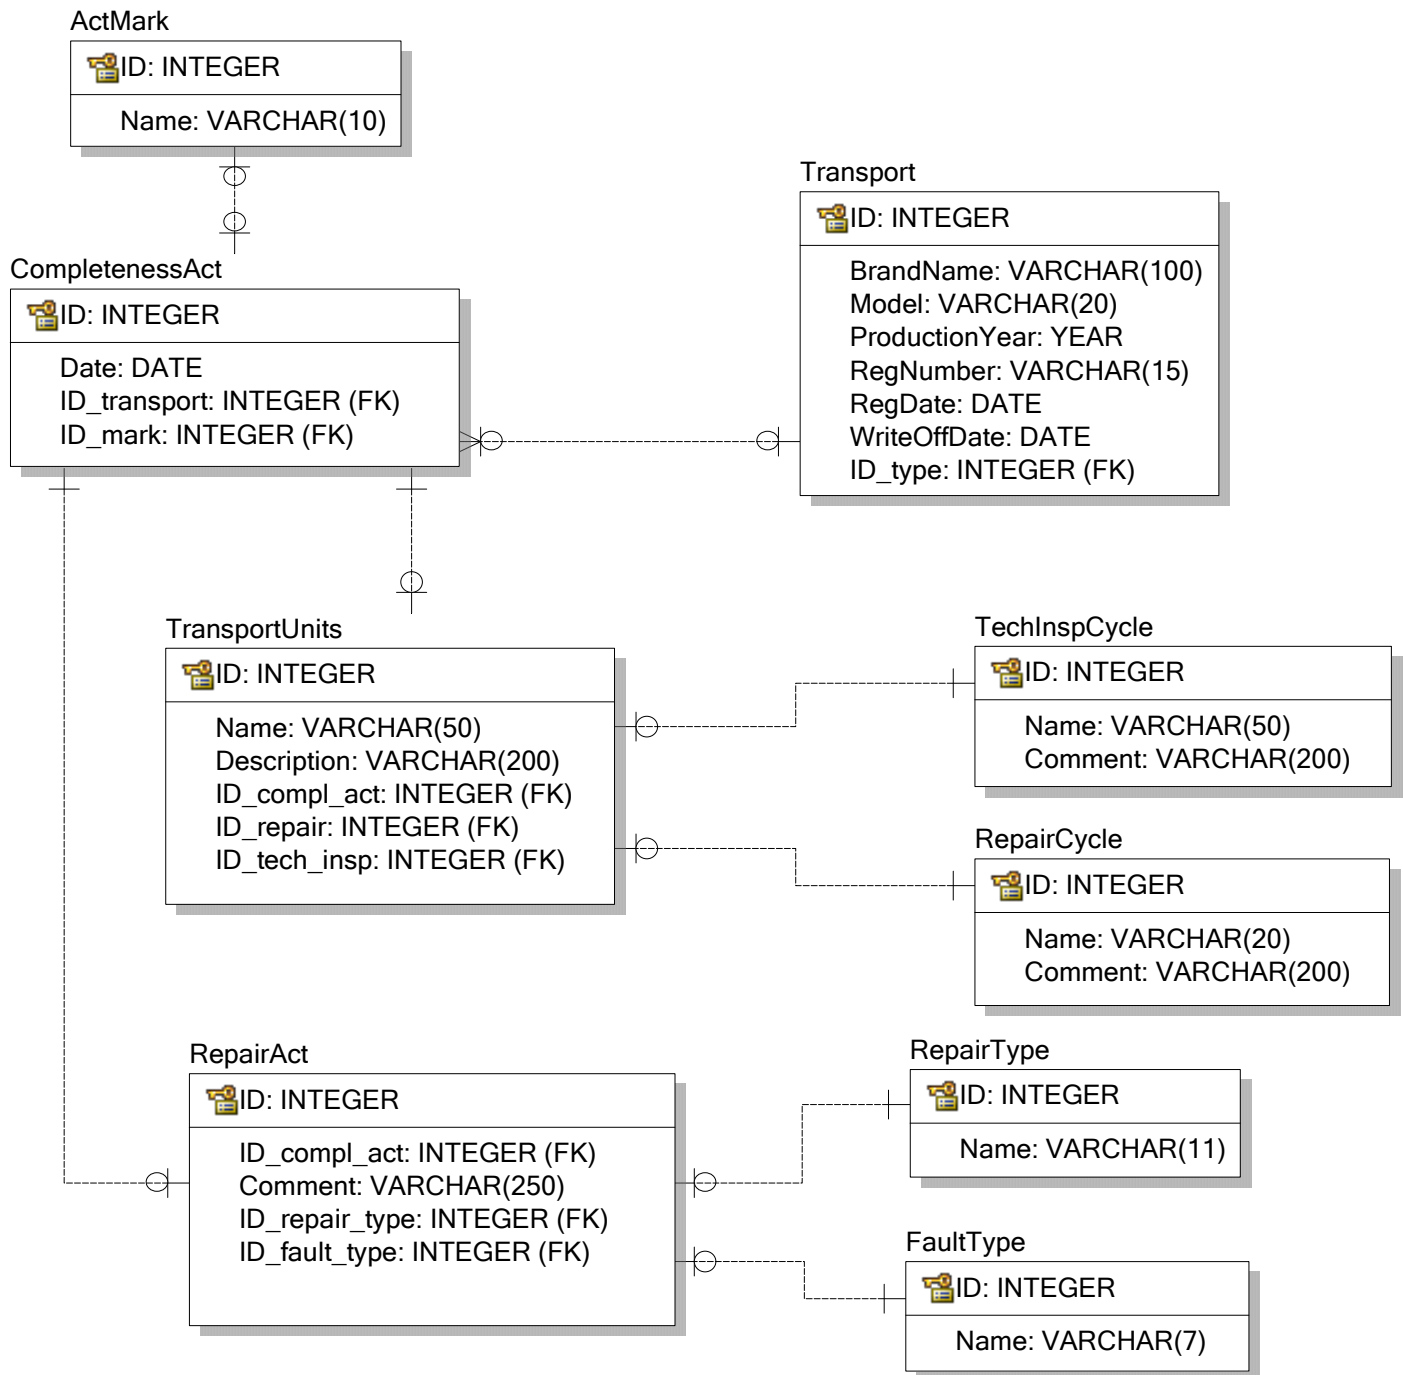 ActMark
ID: INTEGER
Name: VARCHAR(10)
Transport
ID: INTEGER
BrandName: VARCHAR(100)
Model: VARCHAR(20)
ProductionYear: YEAR
RegNumber: VARCHAR(15)
RegDate: DATE
WriteOffDate: DATE
ID_type: INTEGER (FK)
CompletenessAct
ID: INTEGER
Date: DATE
ID_transport: INTEGER (FK)
ID_mark: INTEGER (FK)
TransportUnits
ID: INTEGER
Name: VARCHAR(50)
Description: VARCHAR(200)
ID_compl_act: INTEGER (FK)
ID_repair: INTEGER (FK)
ID_tech_insp: INTEGER (FK)
TechInspCycle
ID: INTEGER
Name: VARCHAR(50)
Comment: VARCHAR(200)
RepairCycle
ID: INTEGER
Name: VARCHAR(20)
Comment: VARCHAR(200)
RepairAct
ID: INTEGER
ID_compl_act: INTEGER (FK)
Comment: VARCHAR(250)
ID_repair_type: INTEGER (FK)
ID_fault_type: INTEGER (FK)
RepairType
ID: INTEGER
Name: VARCHAR(11)
FaultType
ID: INTEGER
Name: VARCHAR(7)